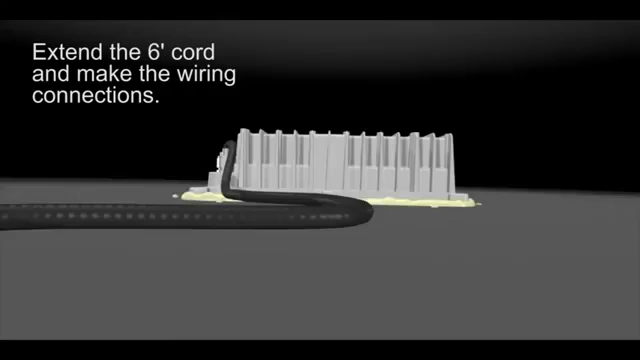 Extend the 6' cord
and make the wiring
connections.